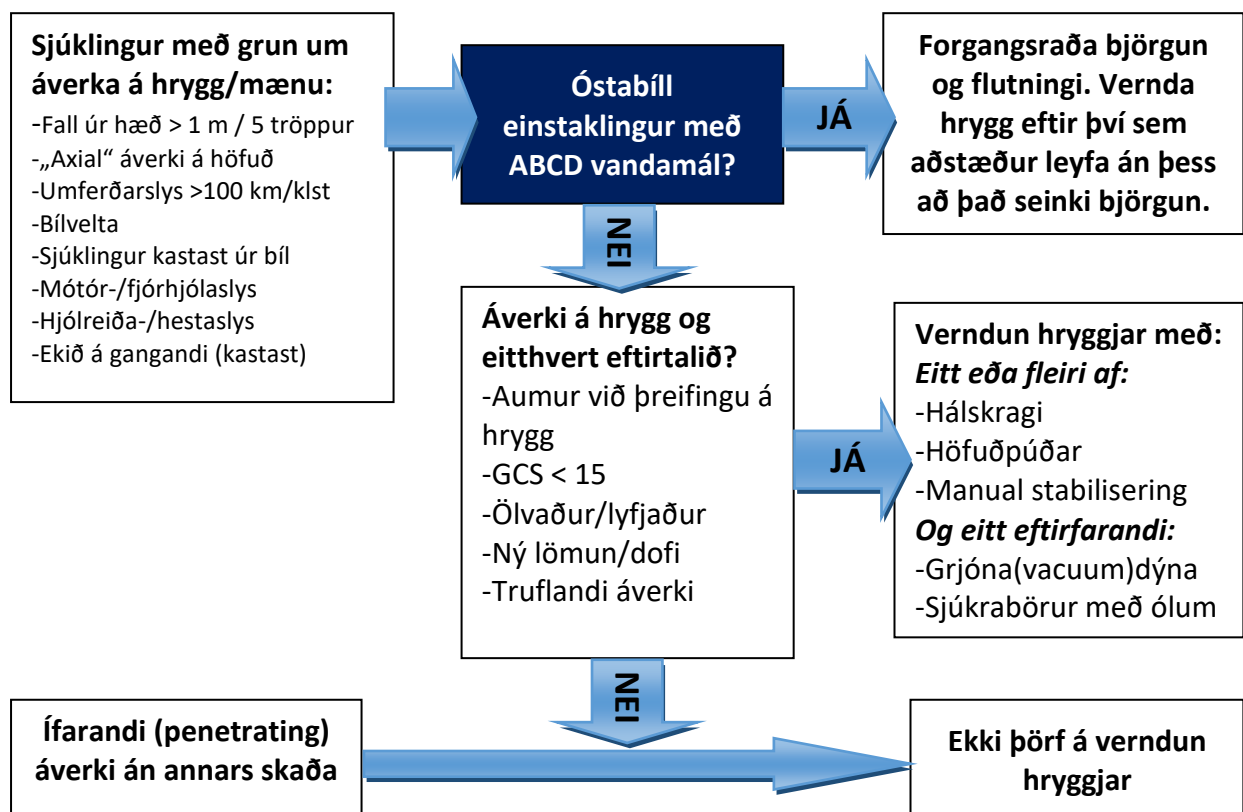 Sjúklingur með grun um
áverka á hrygg/mænu:
-Fall úr hæð > 1 m / 5 tröppur
-„Axial“ áverki á höfuð
-Umferðarslys >100 km/klst
-Bílvelta
-Sjúklingur kastast úr bíl
-Mótór-/fjórhjólaslys
-Hjólreiða-/hestaslys
-Ekið á gangandi (kastast)
Óstabíll
einstaklingur með
ABCD vandamál?
JÁ
Forgangsraða björgun
og flutningi. Vernda
hrygg eftir því sem
aðstæður leyfa án þess
að það seinki björgun.
NEI
Áverki á hrygg og
eitthvert eftirtalið?
-Aumur við þreifingu á
hrygg
-GCS < 15
-Ölvaður/lyfjaður
-Ný lömun/dofi
-Truflandi áverki
JÁ
Verndun hryggjar með:
Eitt eða fleiri af:
-Hálskragi
-Höfuðpúðar
-Manual stabilisering
Og eitt eftirfarandi:
-Grjóna(vacuum)dýna
-Sjúkrabörur með ólum
NEI
Ífarandi (penetrating)
áverki án annars skaða
Ekki þörf á verndun
hryggjar